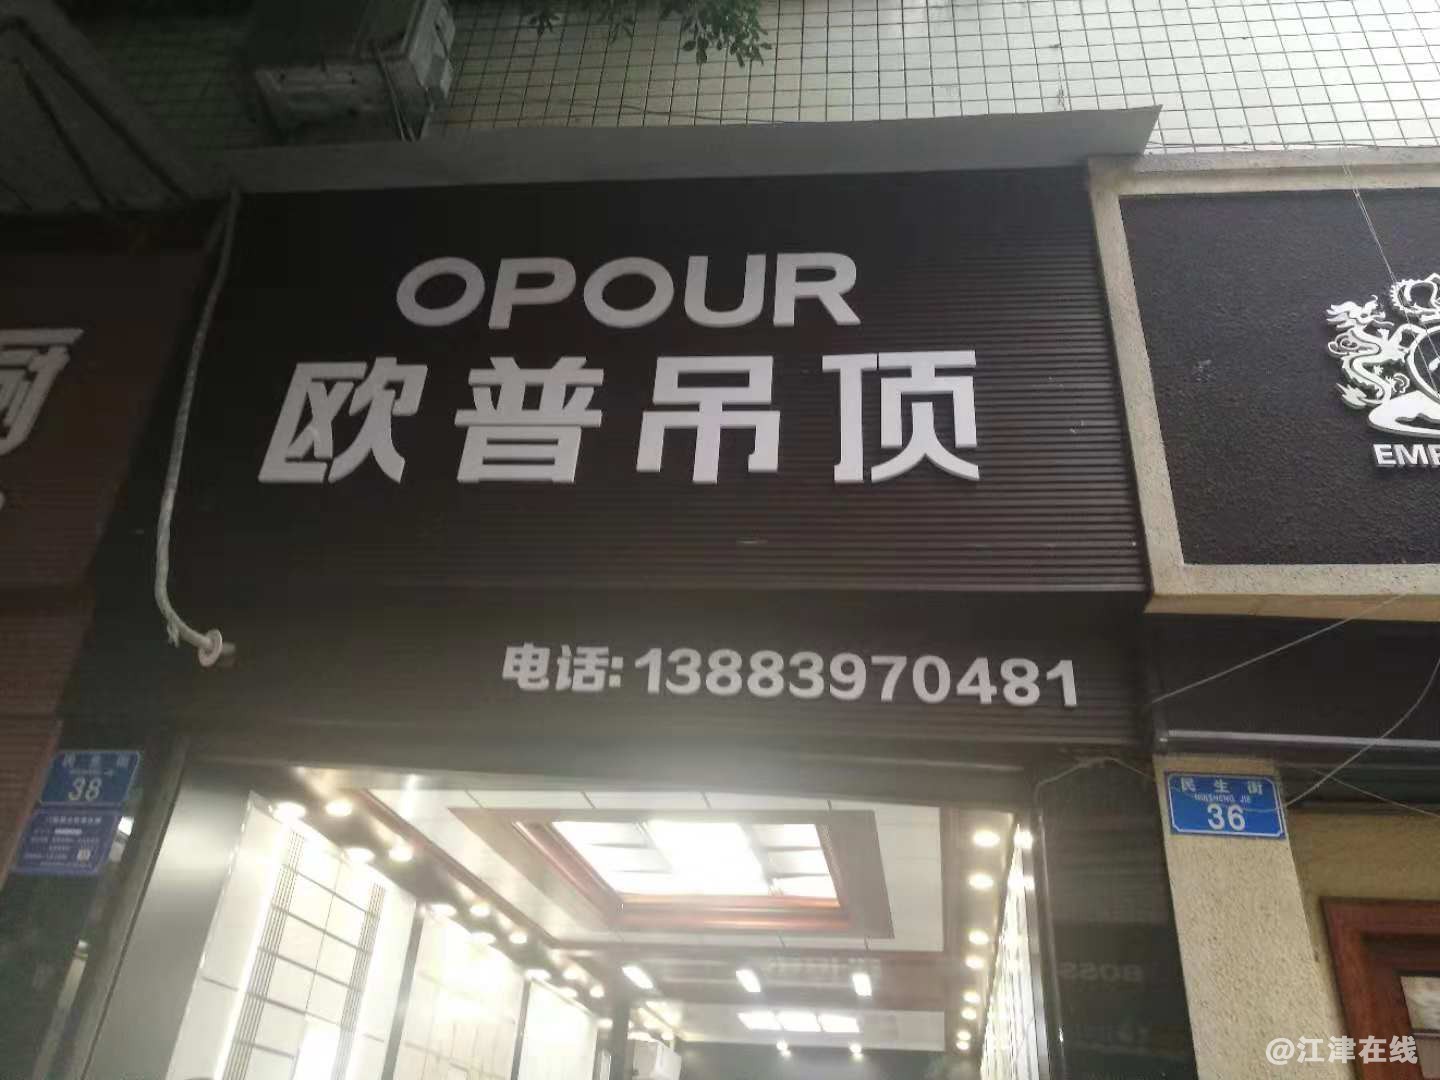 OPOUR
欧普吊顶
电话:13883970481
民生街
38
民生街
MINSHENG JIE
36
@江津在线